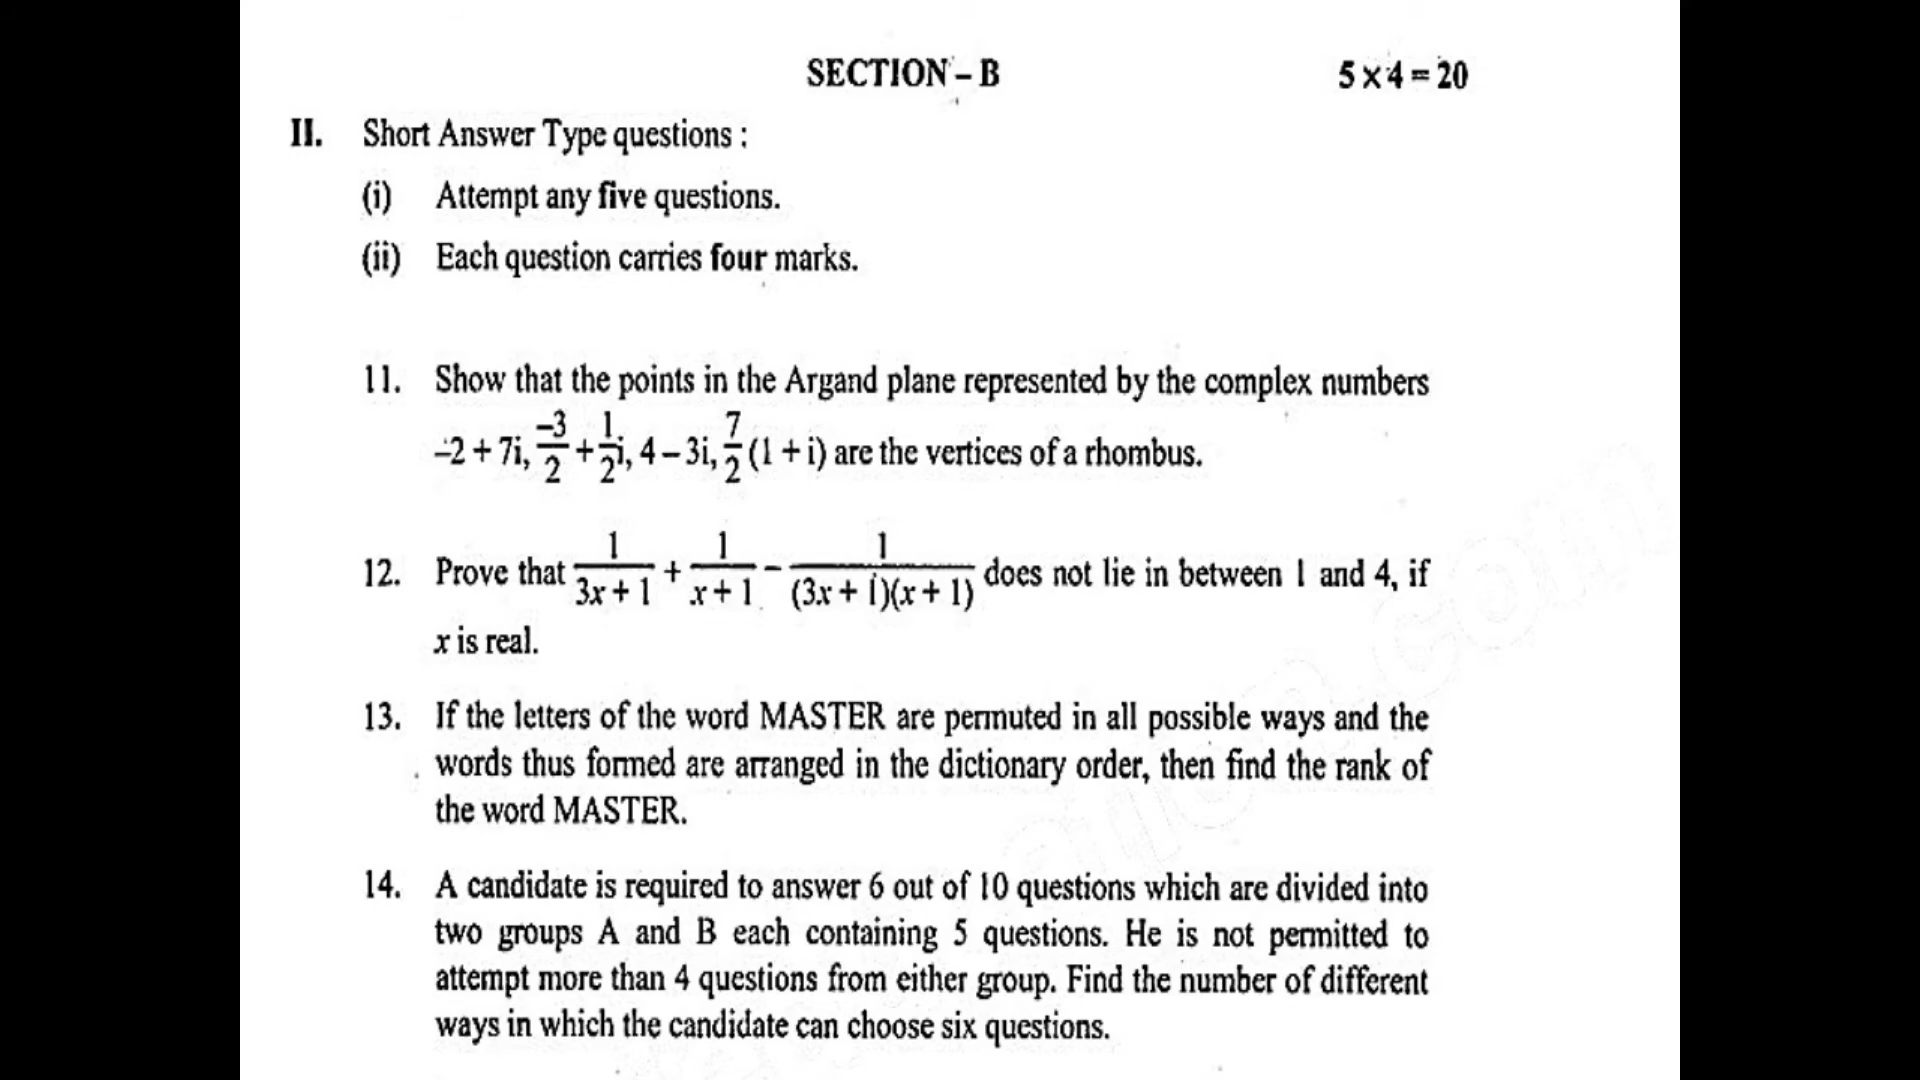 SECTION – B 5 × 4 = 20
II. Short Answer Type questions :
(i) Attempt any five questions.
(ii) Each question carries four marks.
11. Show that the points in the Argand plane represented by the complex numbers
–2 + 7i, –3/2 + 1/2 i, 4 – 3i, 7/2 (1 + i) are the vertices of a rhombus.
12. Prove that 1/(3x + 1) + 1/(x + 1) – 1/((3x + 1)(x + 1)) does not lie in between 1 and 4, if
x is real.
13. If the letters of the word MASTER are permuted in all possible ways and the
words thus formed are arranged in the dictionary order, then find the rank of
the word MASTER.
14. A candidate is required to answer 6 out of 10 questions which are divided into
two groups A and B each containing 5 questions. He is not permitted to
attempt more than 4 questions from either group. Find the number of different
ways in which the candidate can choose six questions.